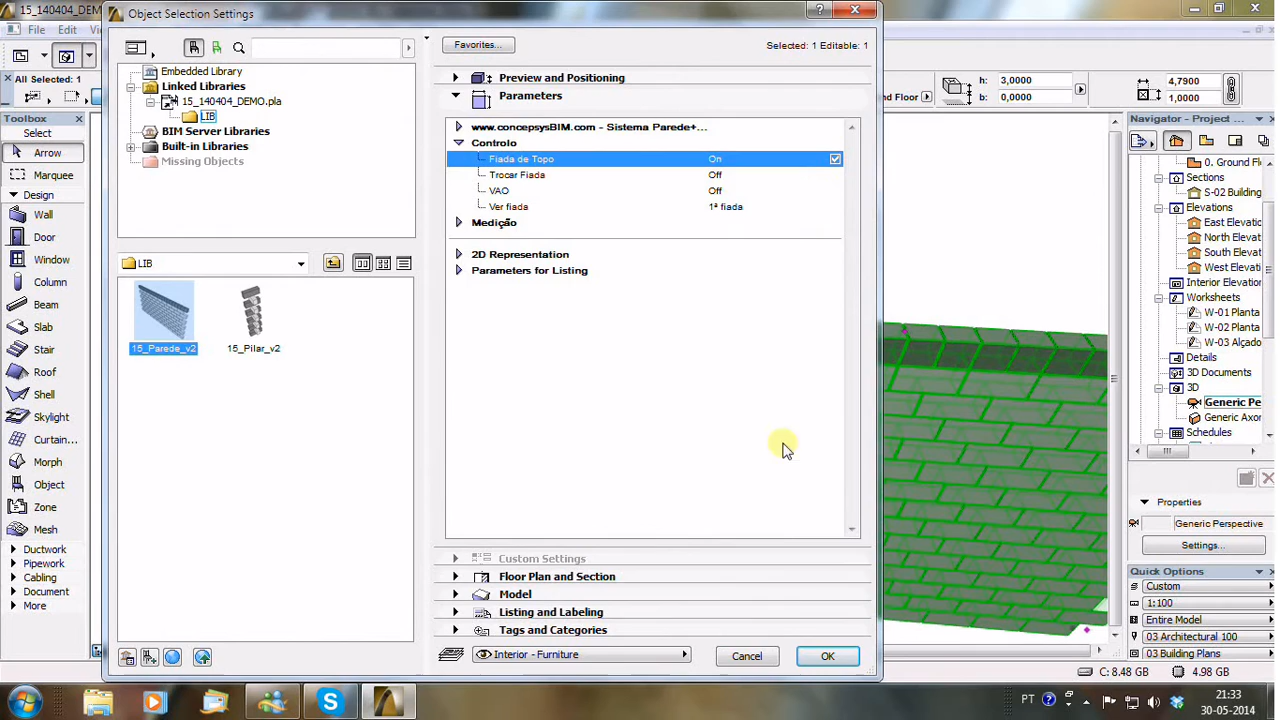 15_140404_DEMO
File
Edit
All Selected: 1
Toolbox
Select
Arrow
Marquee
Design
Wall
Door
Window
Column
Beam
Slab
Stair
Roof
Shell
Skylight
Curtain...
Morph
Object
Zone
Mesh
Ductwork
Pipework
Cabling
Document
More
Object Selection Settings
Embedded Library
Linked Libraries
15_140404_DEMO.pla
LIB
BIM Server Libraries
Built-in Libraries
Missing Objects
LIB
15_Parede_v2
15_Pilar_v2
Favorites...
Selected: 1 Editable: 1
Preview and Positioning
Parameters
www.concepsysBIM.com - Sistema Parede+...
Controlo
Fiada de Topo On
Trocar Fiada Off
VAO Off
Ver fiada 1ª fiada
Medição
2D Representation
Parameters for Listing
Custom Settings
Floor Plan and Section
Model
Listing and Labeling
Tags and Categories
Interior - Furniture
Cancel
OK
h: 3,0000
b: 0,0000
4,7900
1,0000
nd Floor
Navigator - Project ...
0. Ground Fl
Sections
S-02 Building
Elevations
East Elevati
North Elevat
South Elevat
West Elevati
Interior Elevation
Worksheets
W-01 Planta
W-02 Planta
W-03 Alçado
Details
3D Documents
3D
Generic Pe
Generic Axon
Schedules
Properties
Generic Perspective
Settings...
Quick Options
Custom
1:100
Entire Model
03 Architectural 100
03 Building Plans
C: 8.48 GB
4.98 GB
PT
21:33
30-05-2014